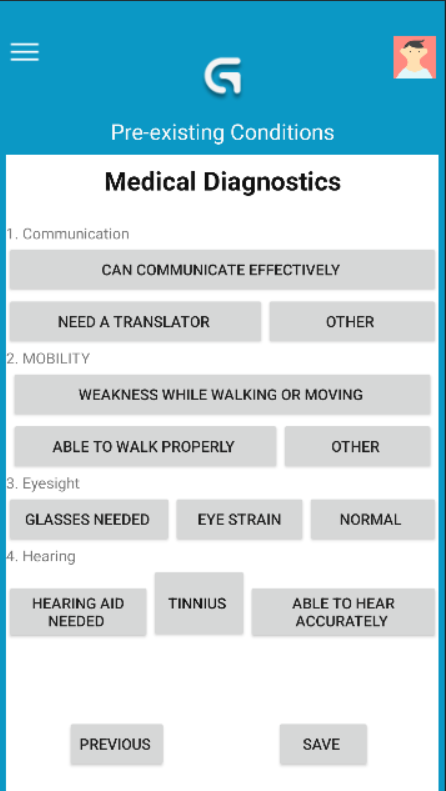 Pre-existing Conditions
Medical Diagnostics
1. Communication
CAN COMMUNICATE EFFECTIVELY
NEED A TRANSLATOR OTHER
2. MOBILITY
WEAKNESS WHILE WALKING OR MOVING
ABLE TO WALK PROPERLY OTHER
3. Eyesight
GLASSES NEEDED EYE STRAIN NORMAL
4. Hearing
HEARING AID NEEDED TINNIUS ABLE TO HEAR ACCURATELY
PREVIOUS SAVE